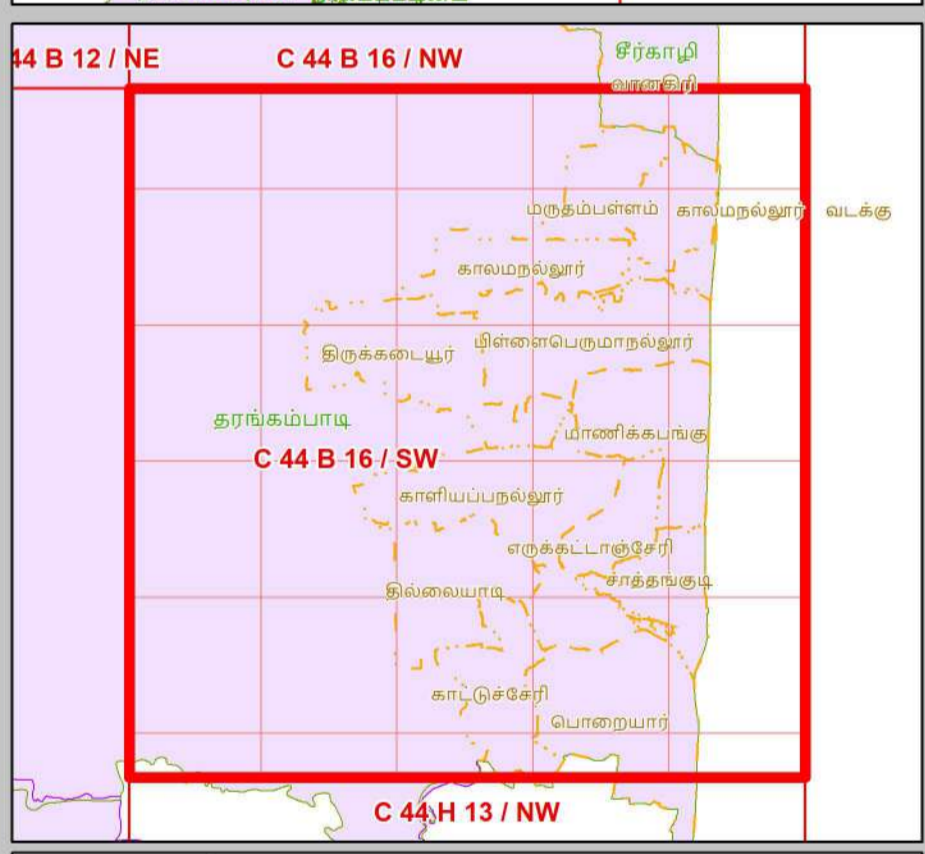 44 B 12 / NE
C 44 B 16 / NW
சீர்காழி
வானகிரி
மருதம்பள்ளம்
காலமநல்லூர் வடக்கு
காலமநல்லூர்
பிள்ளைபெருமாநல்லூர்
திருக்கடையூர்
தரங்கம்பாடி
மாணிக்கபங்கு
C 44 B 16 / SW
காளியப்பநல்லூர்
எருக்கட்டாஞ்சேரி
சாத்தங்குடி
தில்லையாடி
காட்டுச்சேரி
பொறையார்
C 44 H 13 / NW